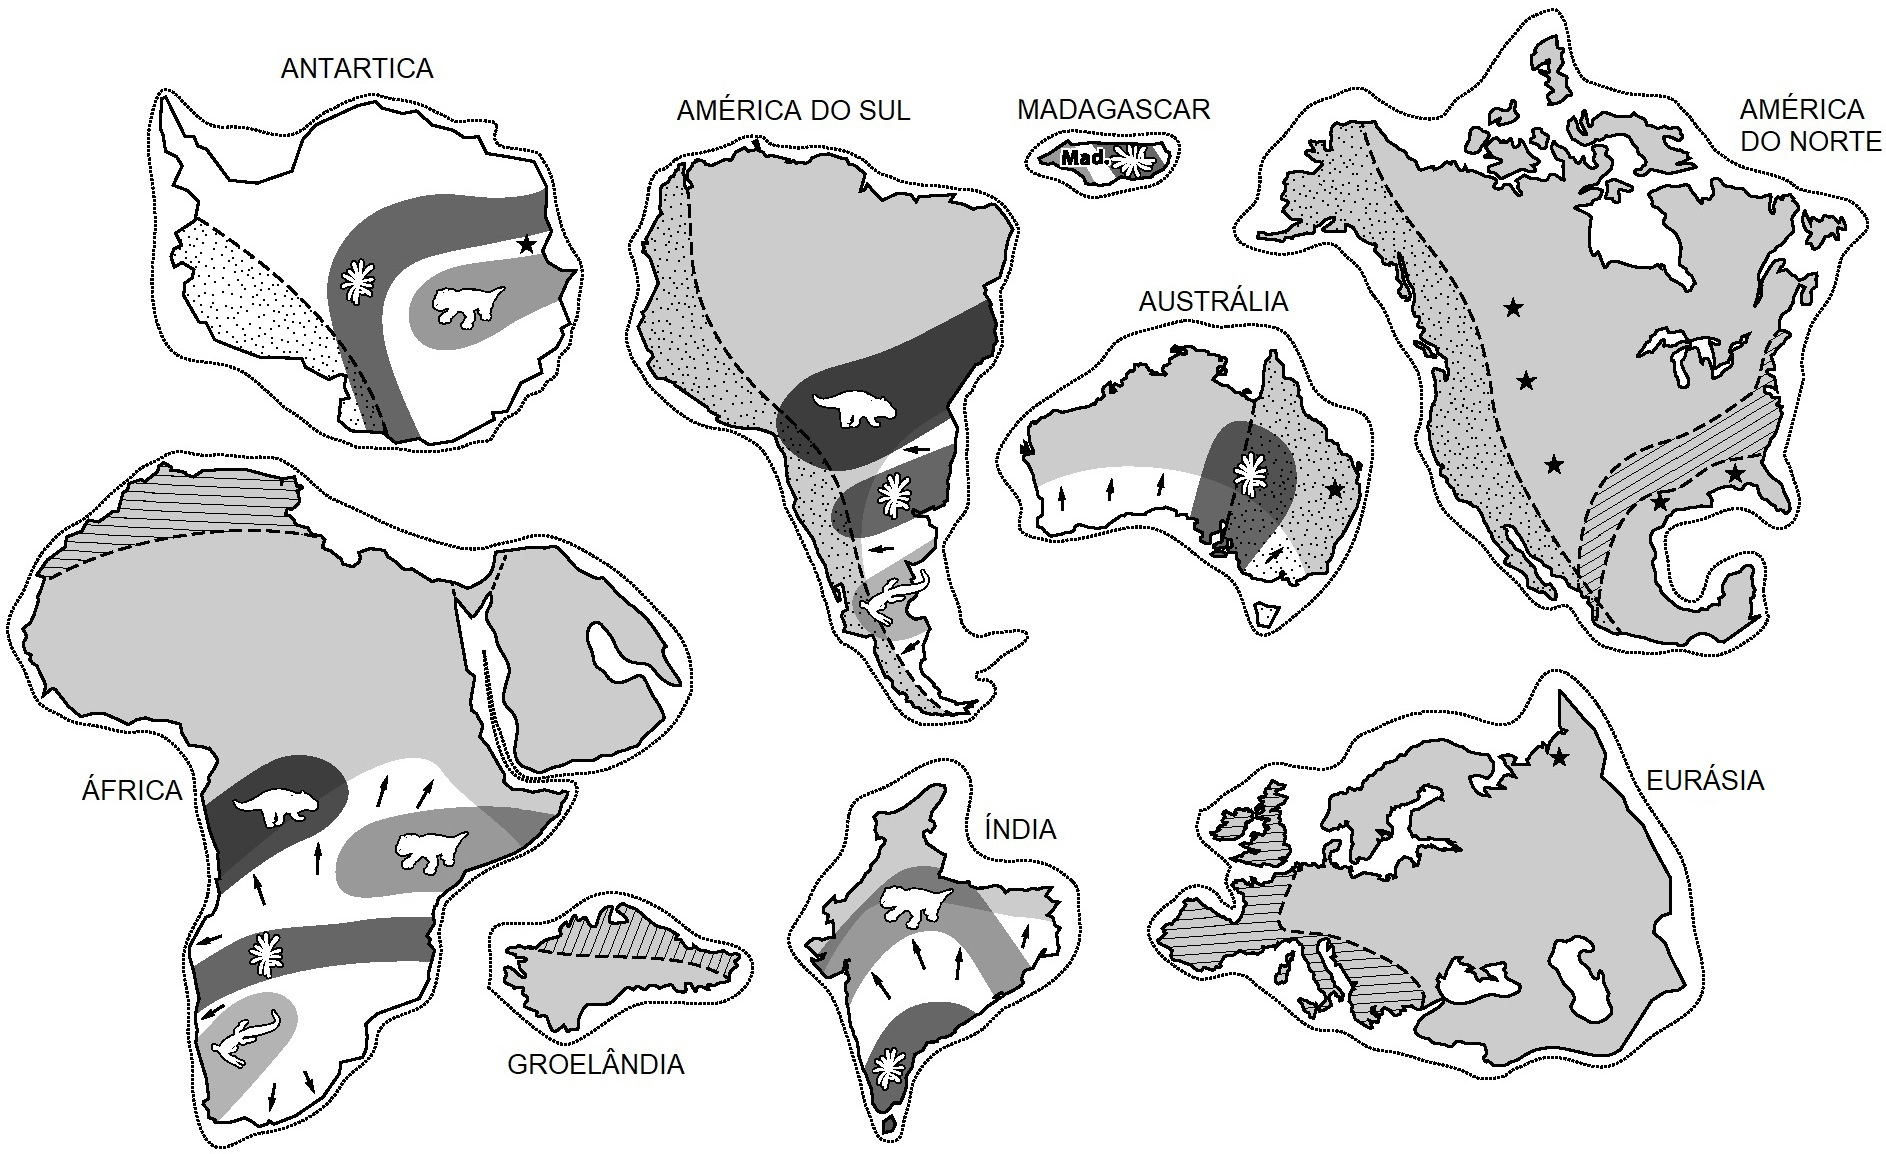 ANTARTICA
AMÉRICA DO SUL
MADAGASCAR
Mad.
AMÉRICA
DO NORTE
AUSTRÁLIA
ÁFRICA
ÍNDIA
EURÁSIA
GROELÂNDIA